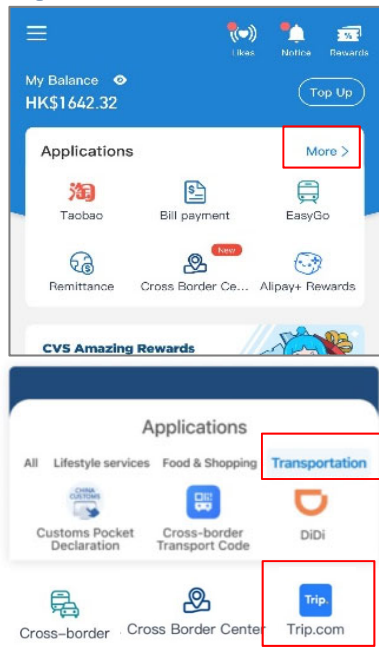 Likes Notice Rewards
My Balance
HK$1642.32
Top Up
Applications More >
淘 $ %
Taobao Bill payment EasyGo
New
Remittance Cross Border Ce... Alipay+ Rewards
CVS Amazing Rewards
Applications
All Lifestyle services Food & Shopping Transportation
CHINA CUSTOMS
Customs Pocket Declaration Cross-border Transport Code DiDi
Trip.
Cross-border Cross Border Center Trip.com